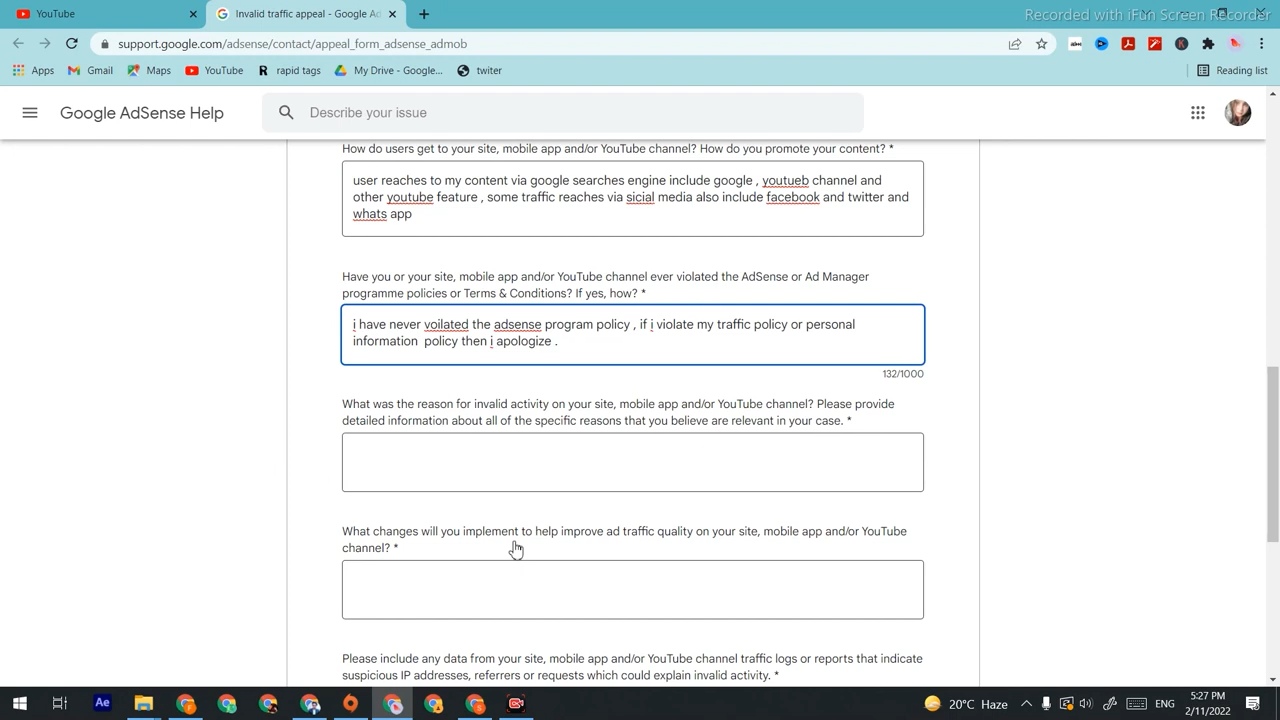 YouTube
Invalid traffic appeal - Google Ad
Recorded with iFun Screen Recorder
support.google.com/adsense/contact/appeal_form_adsense_admob
Apps
Gmail
Maps
YouTube
rapid tags
My Drive - Google...
twiter
Reading list
Google AdSense Help
Describe your issue
How do users get to your site, mobile app and/or YouTube channel? How do you promote your content? *
user reaches to my content via google searches engine include google , youtueb channel and
other youtube feature , some traffic reaches via sicial media also include facebook and twitter and
whats app
Have you or your site, mobile app and/or YouTube channel ever violated the AdSense or Ad Manager
programme policies or Terms & Conditions? If yes, how? *
i have never voilated the adsense program policy , if i violate my traffic policy or personal
information  policy then i apologize .
132/1000
What was the reason for invalid activity on your site, mobile app and/or YouTube channel? Please provide
detailed information about all of the specific reasons that you believe are relevant in your case. *
What changes will you implement to help improve ad traffic quality on your site, mobile app and/or YouTube
channel? *
Please include any data from your site, mobile app and/or YouTube channel traffic logs or reports that indicate
suspicious IP addresses, referrers or requests which could explain invalid activity. *
Ae
20°C Haze
ENG
5:27 PM
2/11/2022